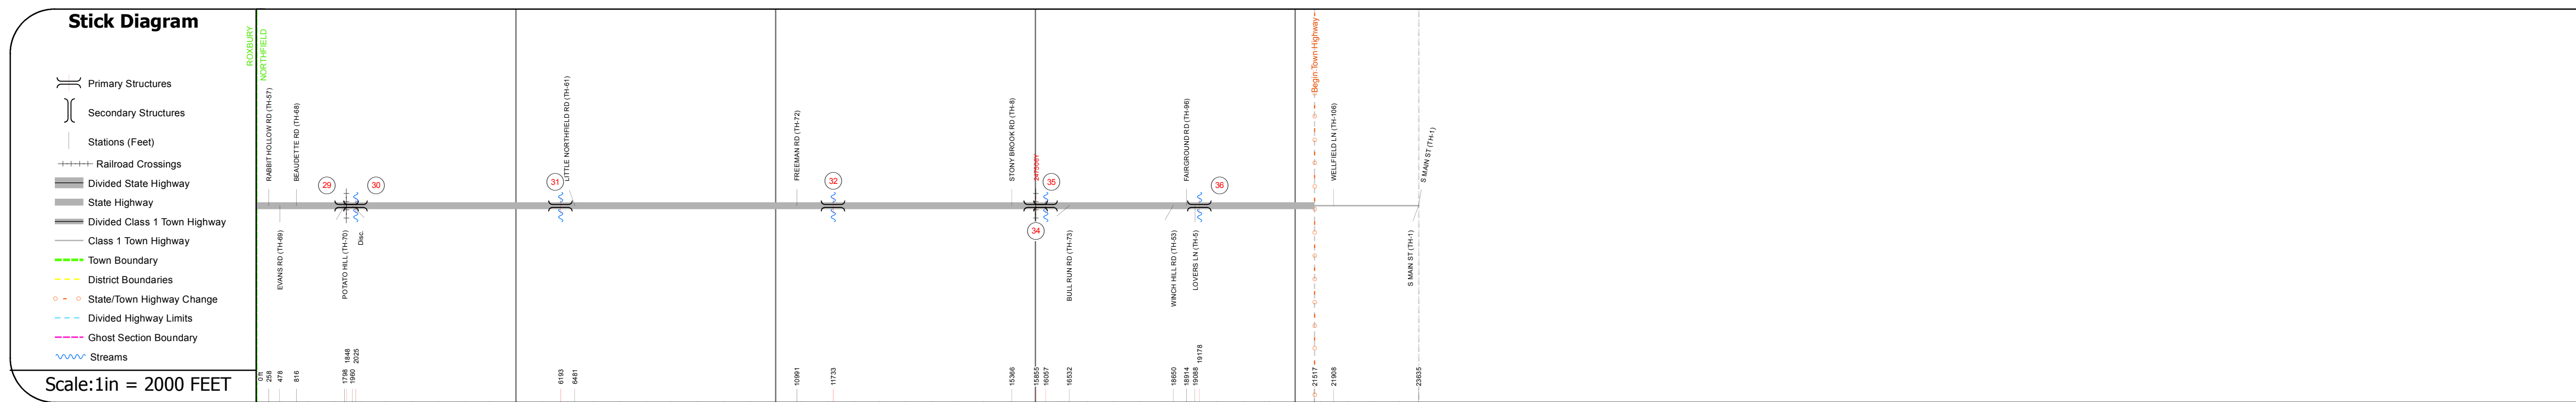 Stick Diagram
Primary Structures
Secondary Structures
Stations (Feet)
Railroad Crossings
Divided State Highway
State Highway
Divided Class 1 Town Highway
Class 1 Town Highway
Town Boundary
District Boundaries
State/Town Highway Change
Divided Highway Limits
Ghost Section Boundary
Streams
Scale:1in = 2000 FEET
ROXBURY
NORTHFIELD
RABBIT HOLLOW RD (TH-57)
BEAUDETTE RD (TH-68)
LITTLE NORTHFIELD RD (TH-61)
FREEMAN RD (TH-72)
STONY BROOK RD (TH-8)
FAIRGROUND RD (TH-96)
Begin Town Highway
WELLFIELD LN (TH-106)
S MAIN ST (TH-1)
29
30
31
32
35
36
34
EVANS RD (TH-69)
POTATO HILL (TH-70)
Disc.
BULL RUN RD (TH-73)
WINCH HILL RD (TH-53)
LOVERS LN (TH-5)
S MAIN ST (TH-1)
0 ft
258
478
816
1798
1848
1960
2025
6193
6481
10991
11733
15366
15855
16057
16532
18650
18914
19088
19178
21517
21908
23635